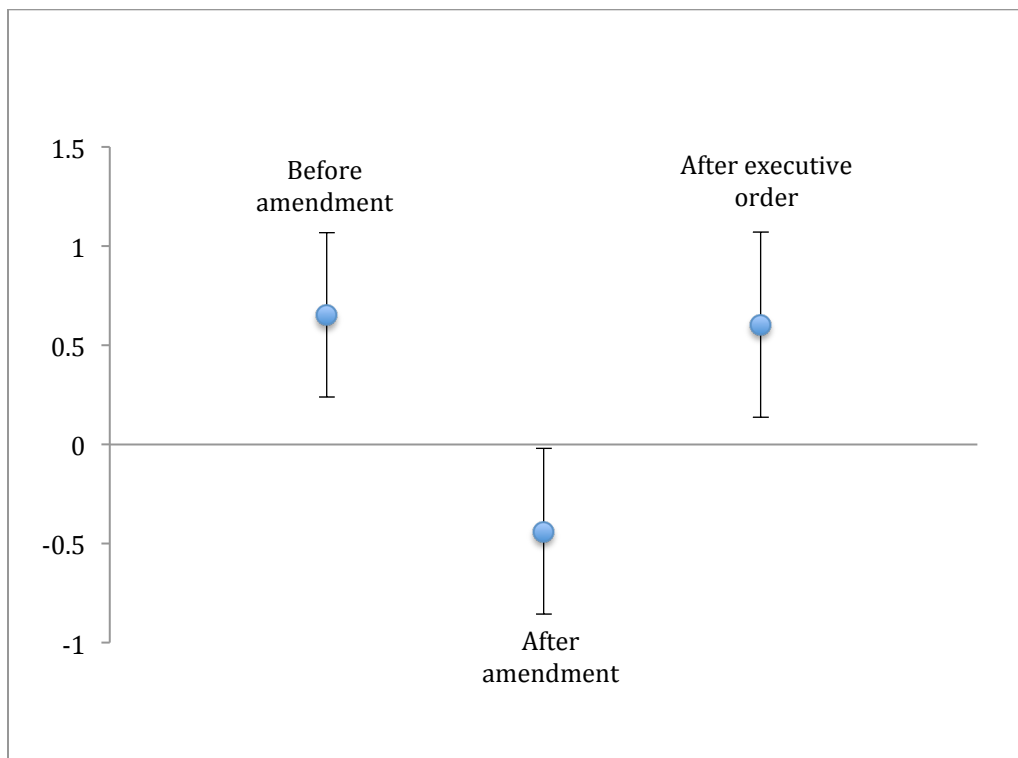 1.5
Before
amendment
After executive
order
1
0.5
0
-0.5
-1
After
amendment